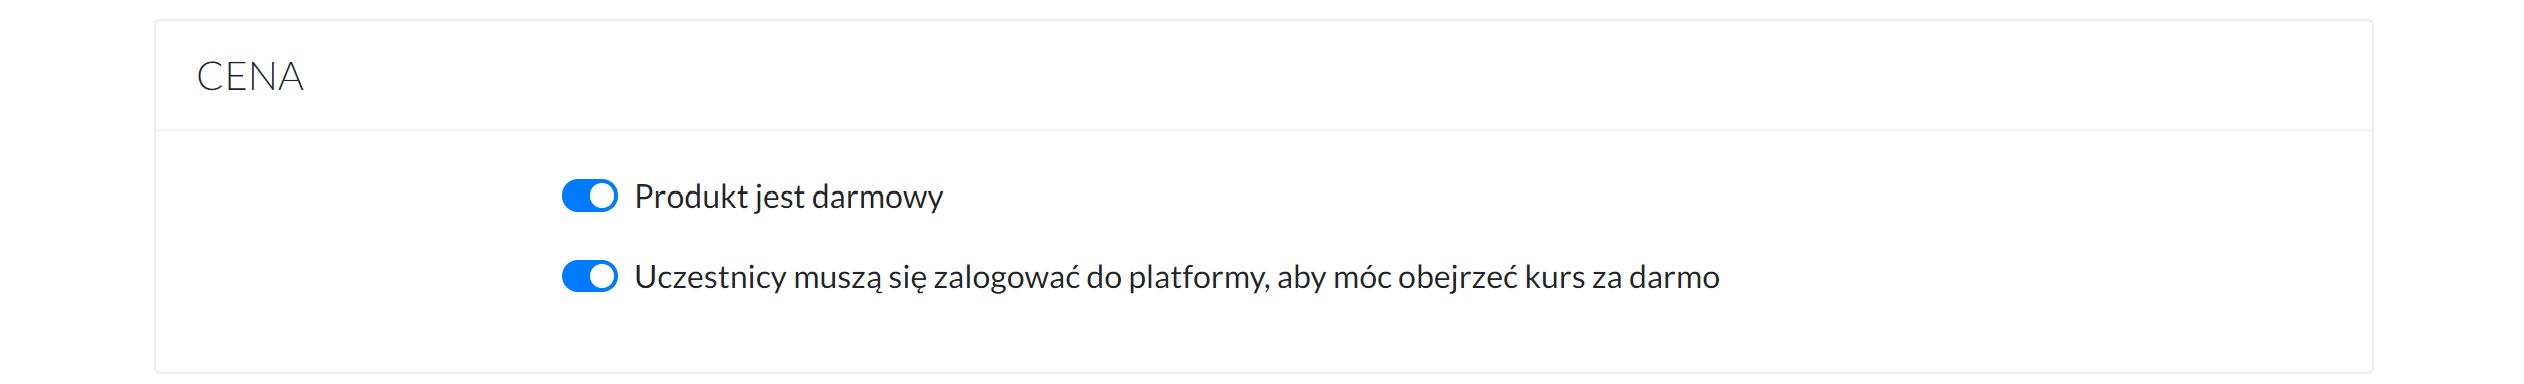 CENA
Produkt jest darmowy
Uczestnicy muszą się zalogować do platformy, aby móc obejrzeć kurs za darmo